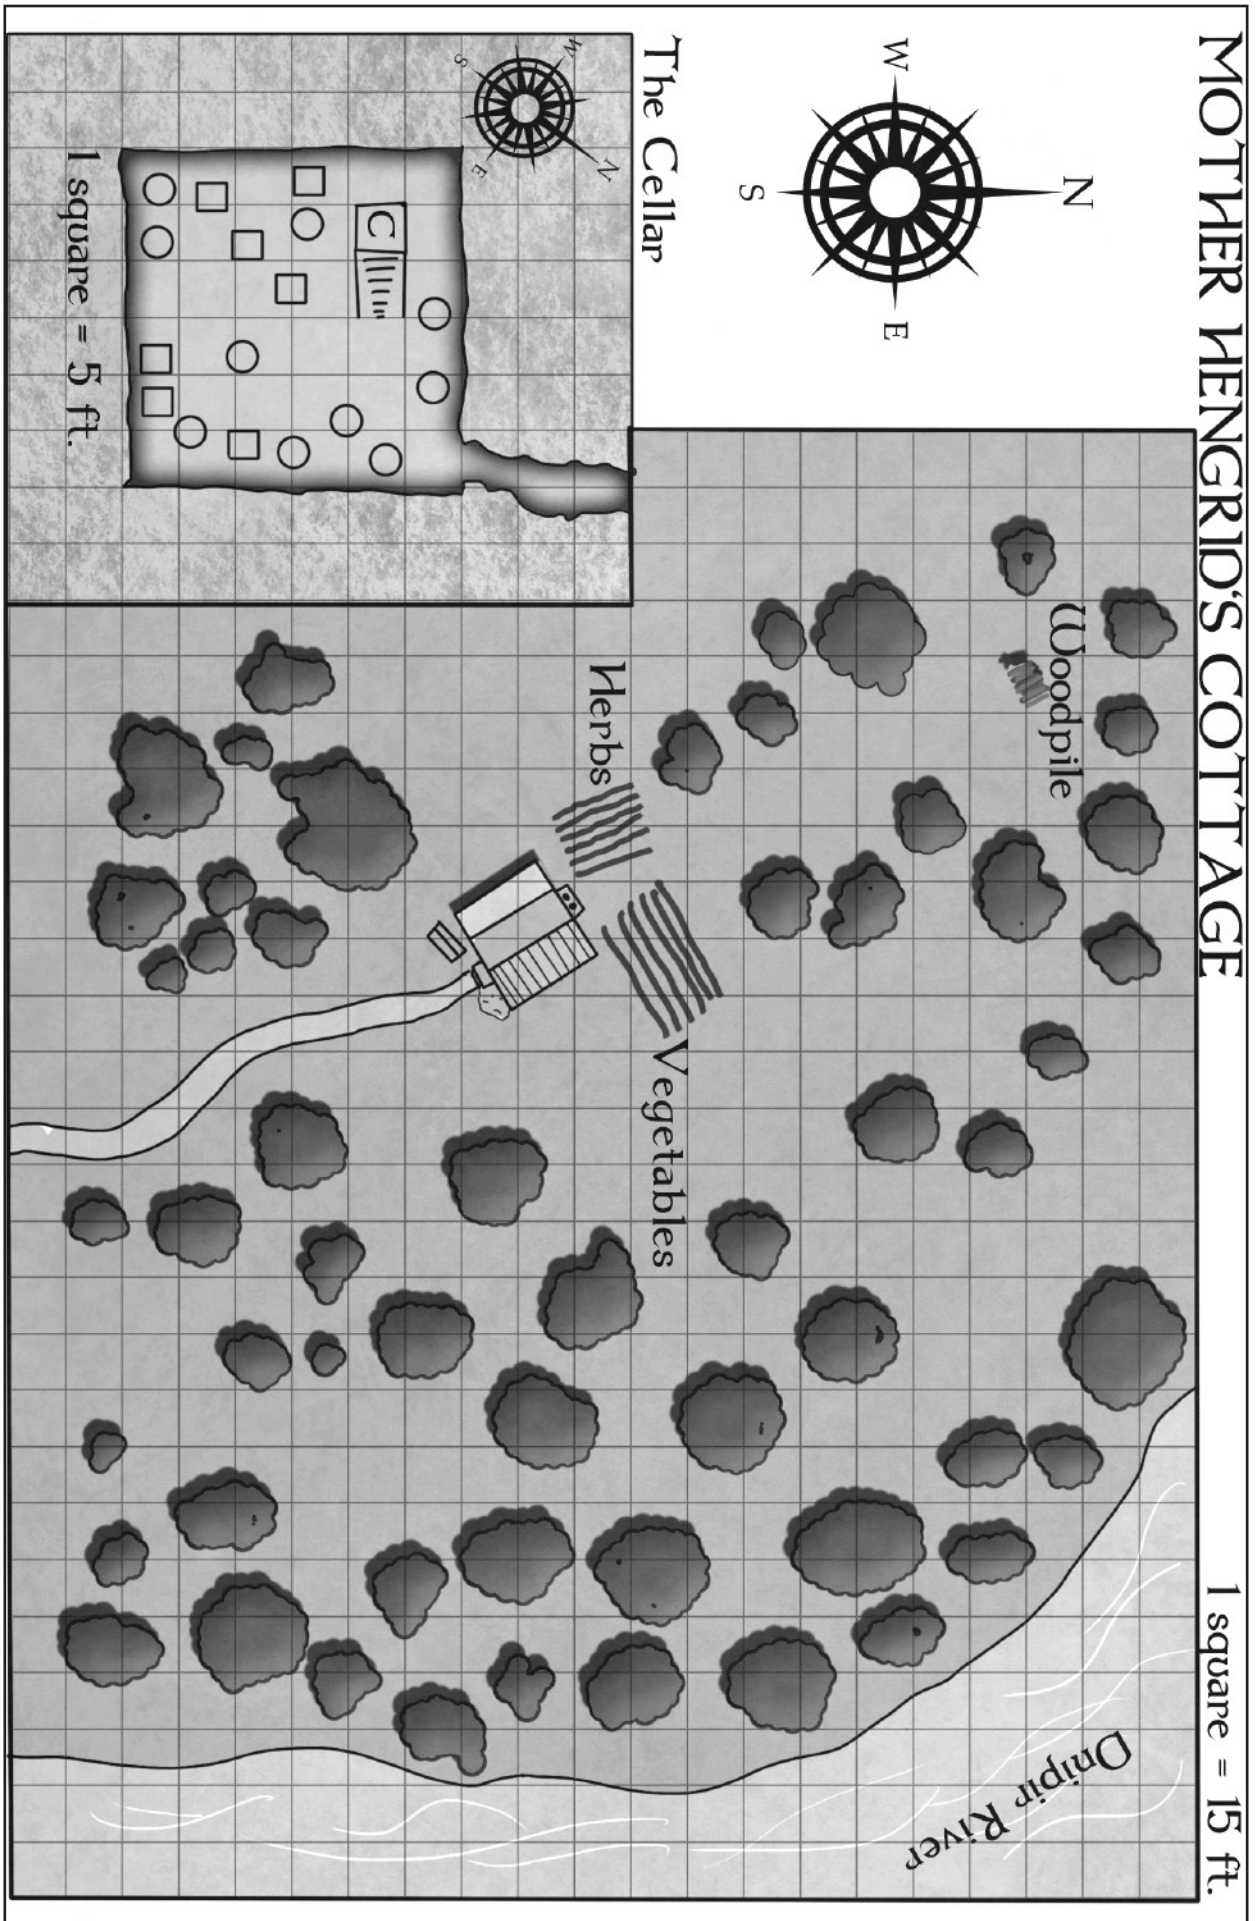 MOTHER HENGRID'S COTTAGE
N
W
E
S
The Cellar
N
W
E
S
C
1 square = 5 ft.
Woodpile
Herbs
Vegetables
Dnipir River
1 square = 15 ft.